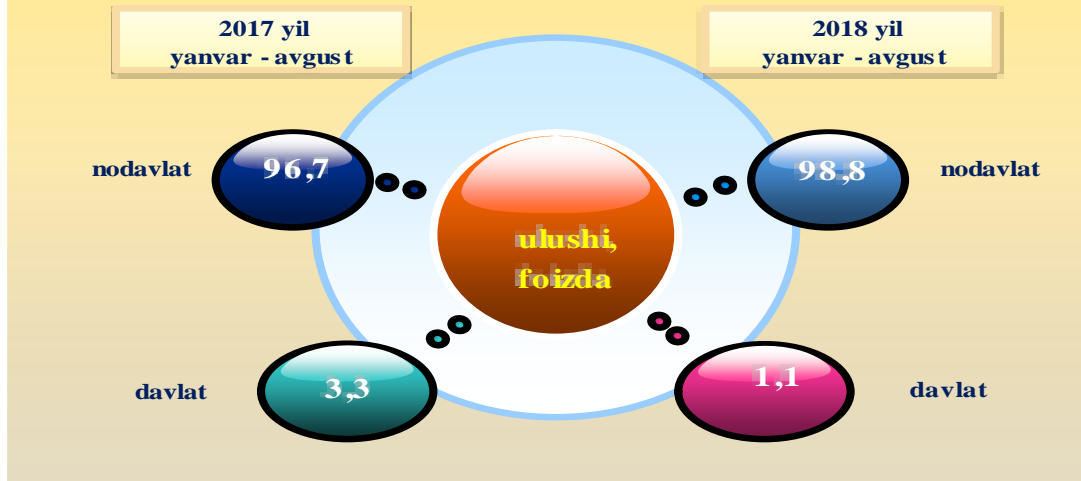 2017 yil
yanvar - avgust
2018 yil
yanvar - avgust
nodavlat
96,7
98,8
nodavlat
ulushi,
foizda
davlat
3,3
1,1
davlat